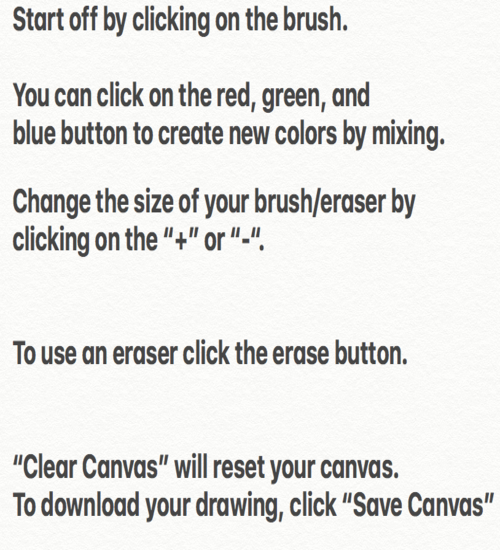 Start off by clicking on the brush.
You can click on the red, green, and
blue button to create new colors by mixing.
Change the size of your brush/eraser by
clicking on the “+” or “-“.
To use an eraser click the erase button.
“Clear Canvas” will reset your canvas.
To download your drawing, click “Save Canvas”